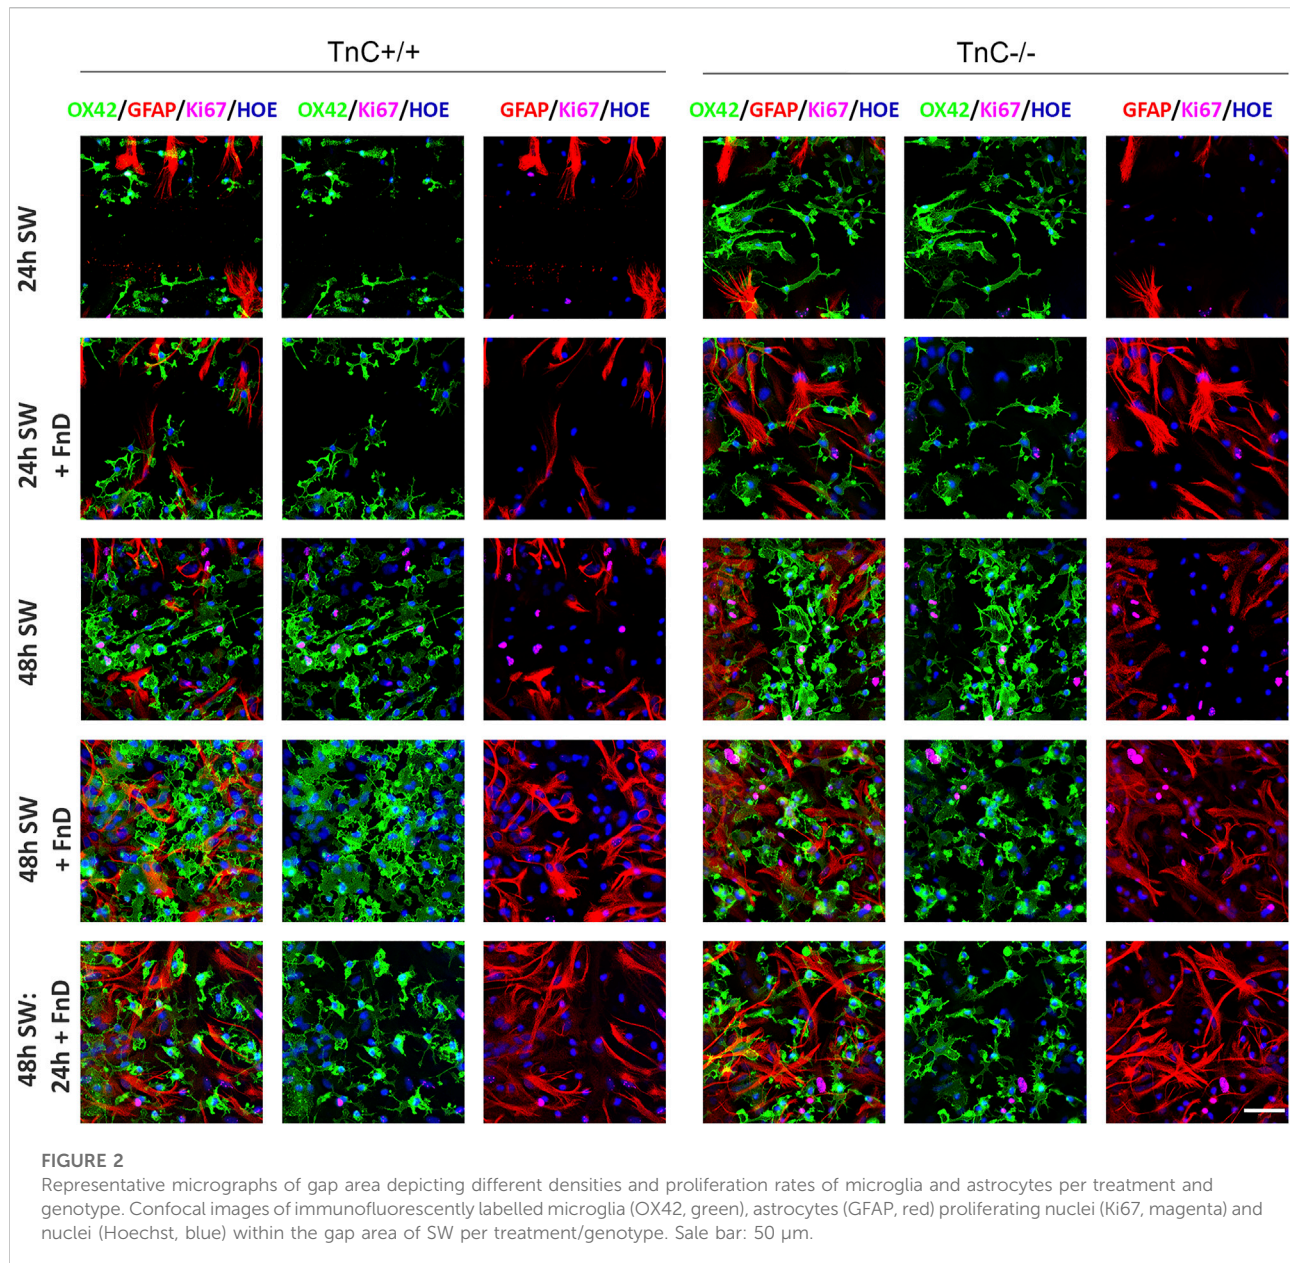 TnC+/+ TnC-/-
OX42/GFAP/Ki67/HOE OX42/Ki67/HOE GFAP/Ki67/HOE OX42/GFAP/Ki67/HOE OX42/Ki67/HOE GFAP/Ki67/HOE
24h SW
24h SW
+ FnD
48h SW
48h SW
+ FnD
48h SW:
24h + FnD
FIGURE 2
Representative micrographs of gap area depicting different densities and proliferation rates of microglia and astrocytes per treatment and
genotype. Confocal images of immunofluorescently labelled microglia (OX42, green), astrocytes (GFAP, red) proliferating nuclei (Ki67, magenta) and
nuclei (Hoechst, blue) within the gap area of SW per treatment/genotype. Sale bar: 50 µm.